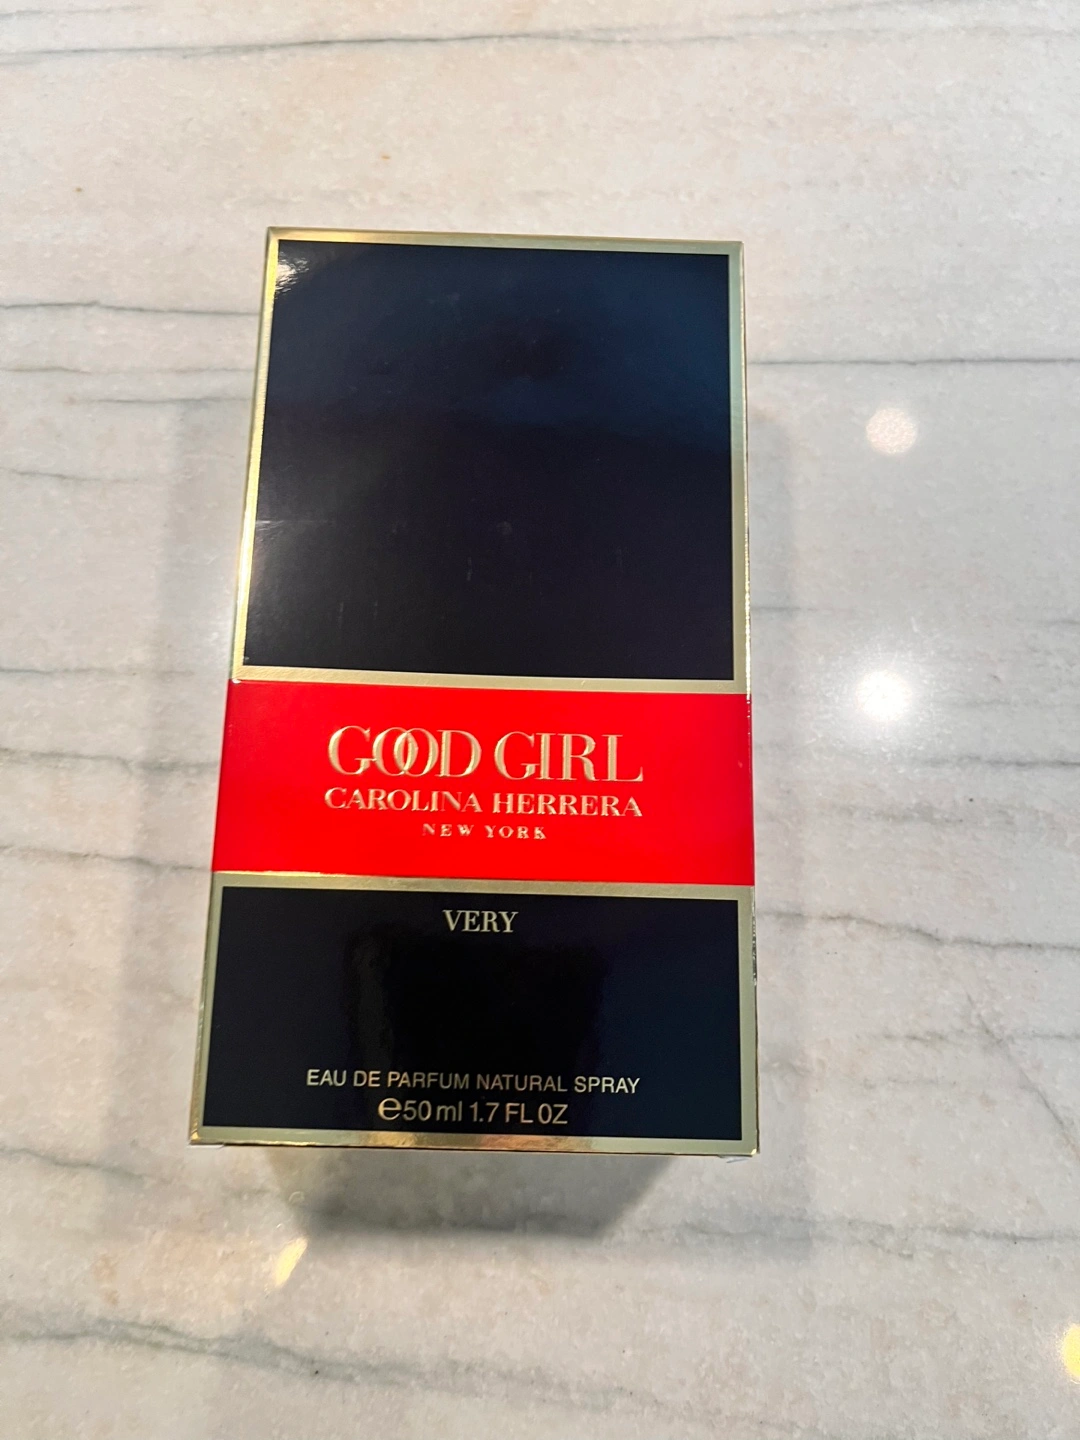 GOOD GIRL
CAROLINA HERRERA
NEW YORK
VERY
EAU DE PARFUM NATURAL SPRAY
℮50 ml 1.7 FL OZ